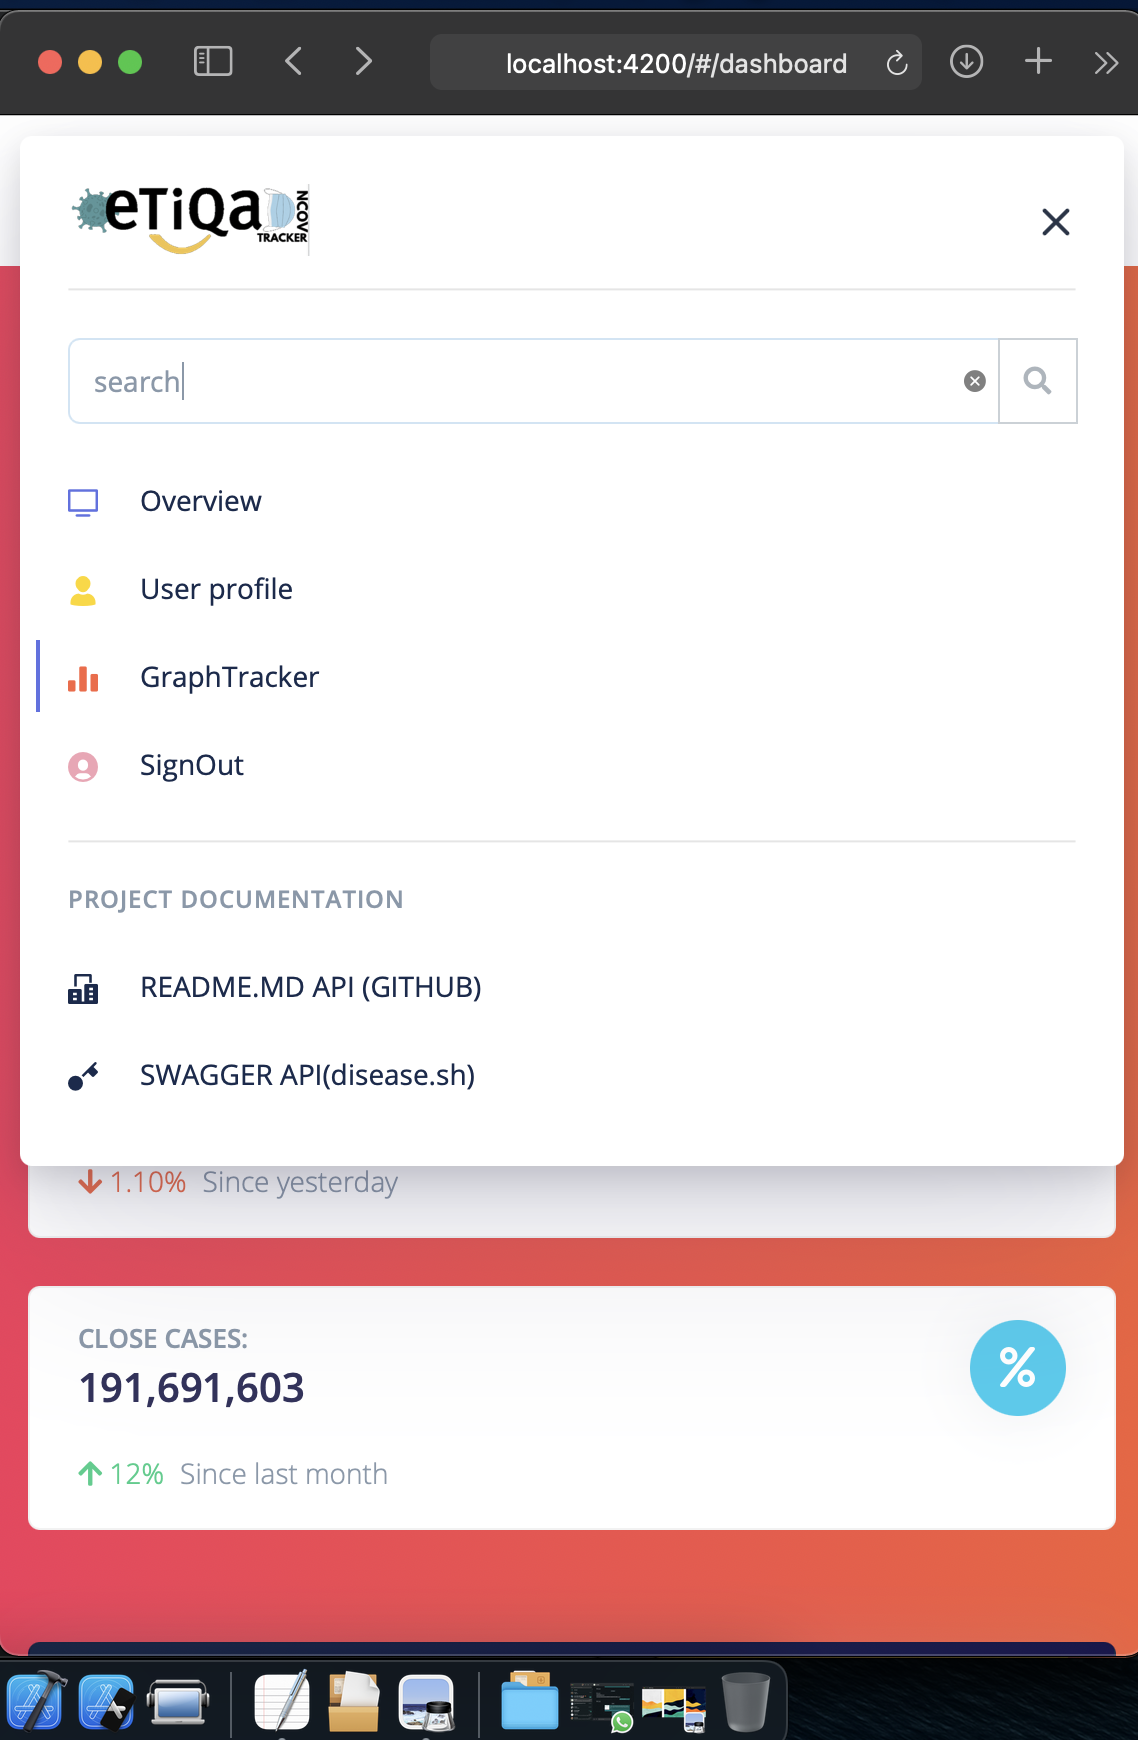 localhost:4200/#/dashboard
eTiQa
NCOV
TRACKER
search
Overview
User profile
GraphTracker
SignOut
PROJECT DOCUMENTATION
README.MD API (GITHUB)
SWAGGER API(disease.sh)
1.10% Since yesterday
CLOSE CASES:
191,691,603
%
12% Since last month